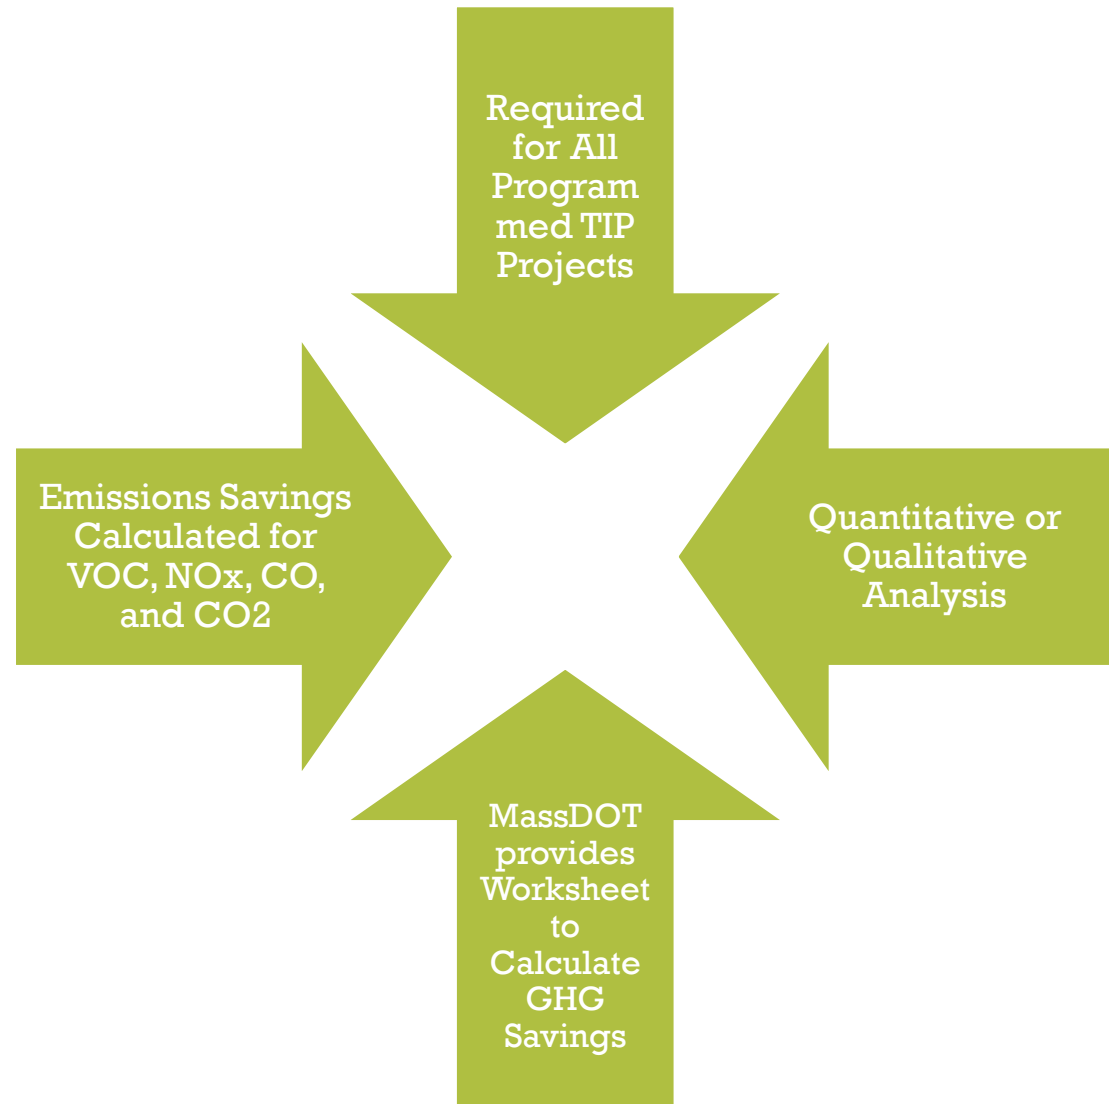 Required
for All
Program
med TIP
Projects
Emissions Savings
Calculated for
VOC, NOx, CO,
and CO2
Quantitative or
Qualitative
Analysis
MassDOT
provides
Worksheet
to
Calculate
GHG
Savings